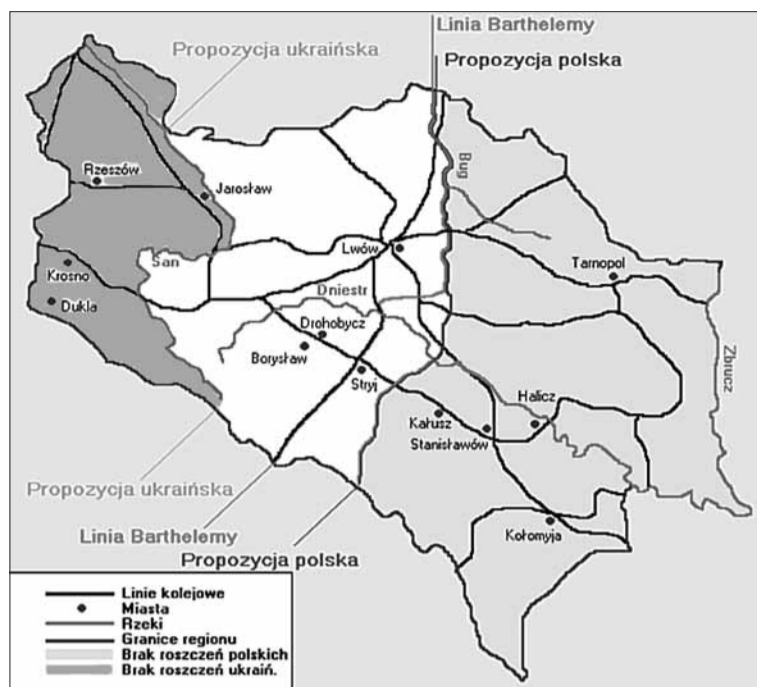 Linia Barthelemy
Propozycja ukraińska
Propozycja polska
Bug
Rzeszów
Jarosław
Lwów
San
Tarnopol
Krosno
Dniestr
Dukla
Drohobycz
Borysław
Zbrucz
Stryj
Halicz
Kałusz
Stanisławów
Propozycja ukraińska
Linia Barthelemy
Kołomyja
Propozycja polska
Linie kolejowe
Miasta
Rzeki
Granice regionu
Brak roszczeń polskich
Brak roszczeń ukraiń.